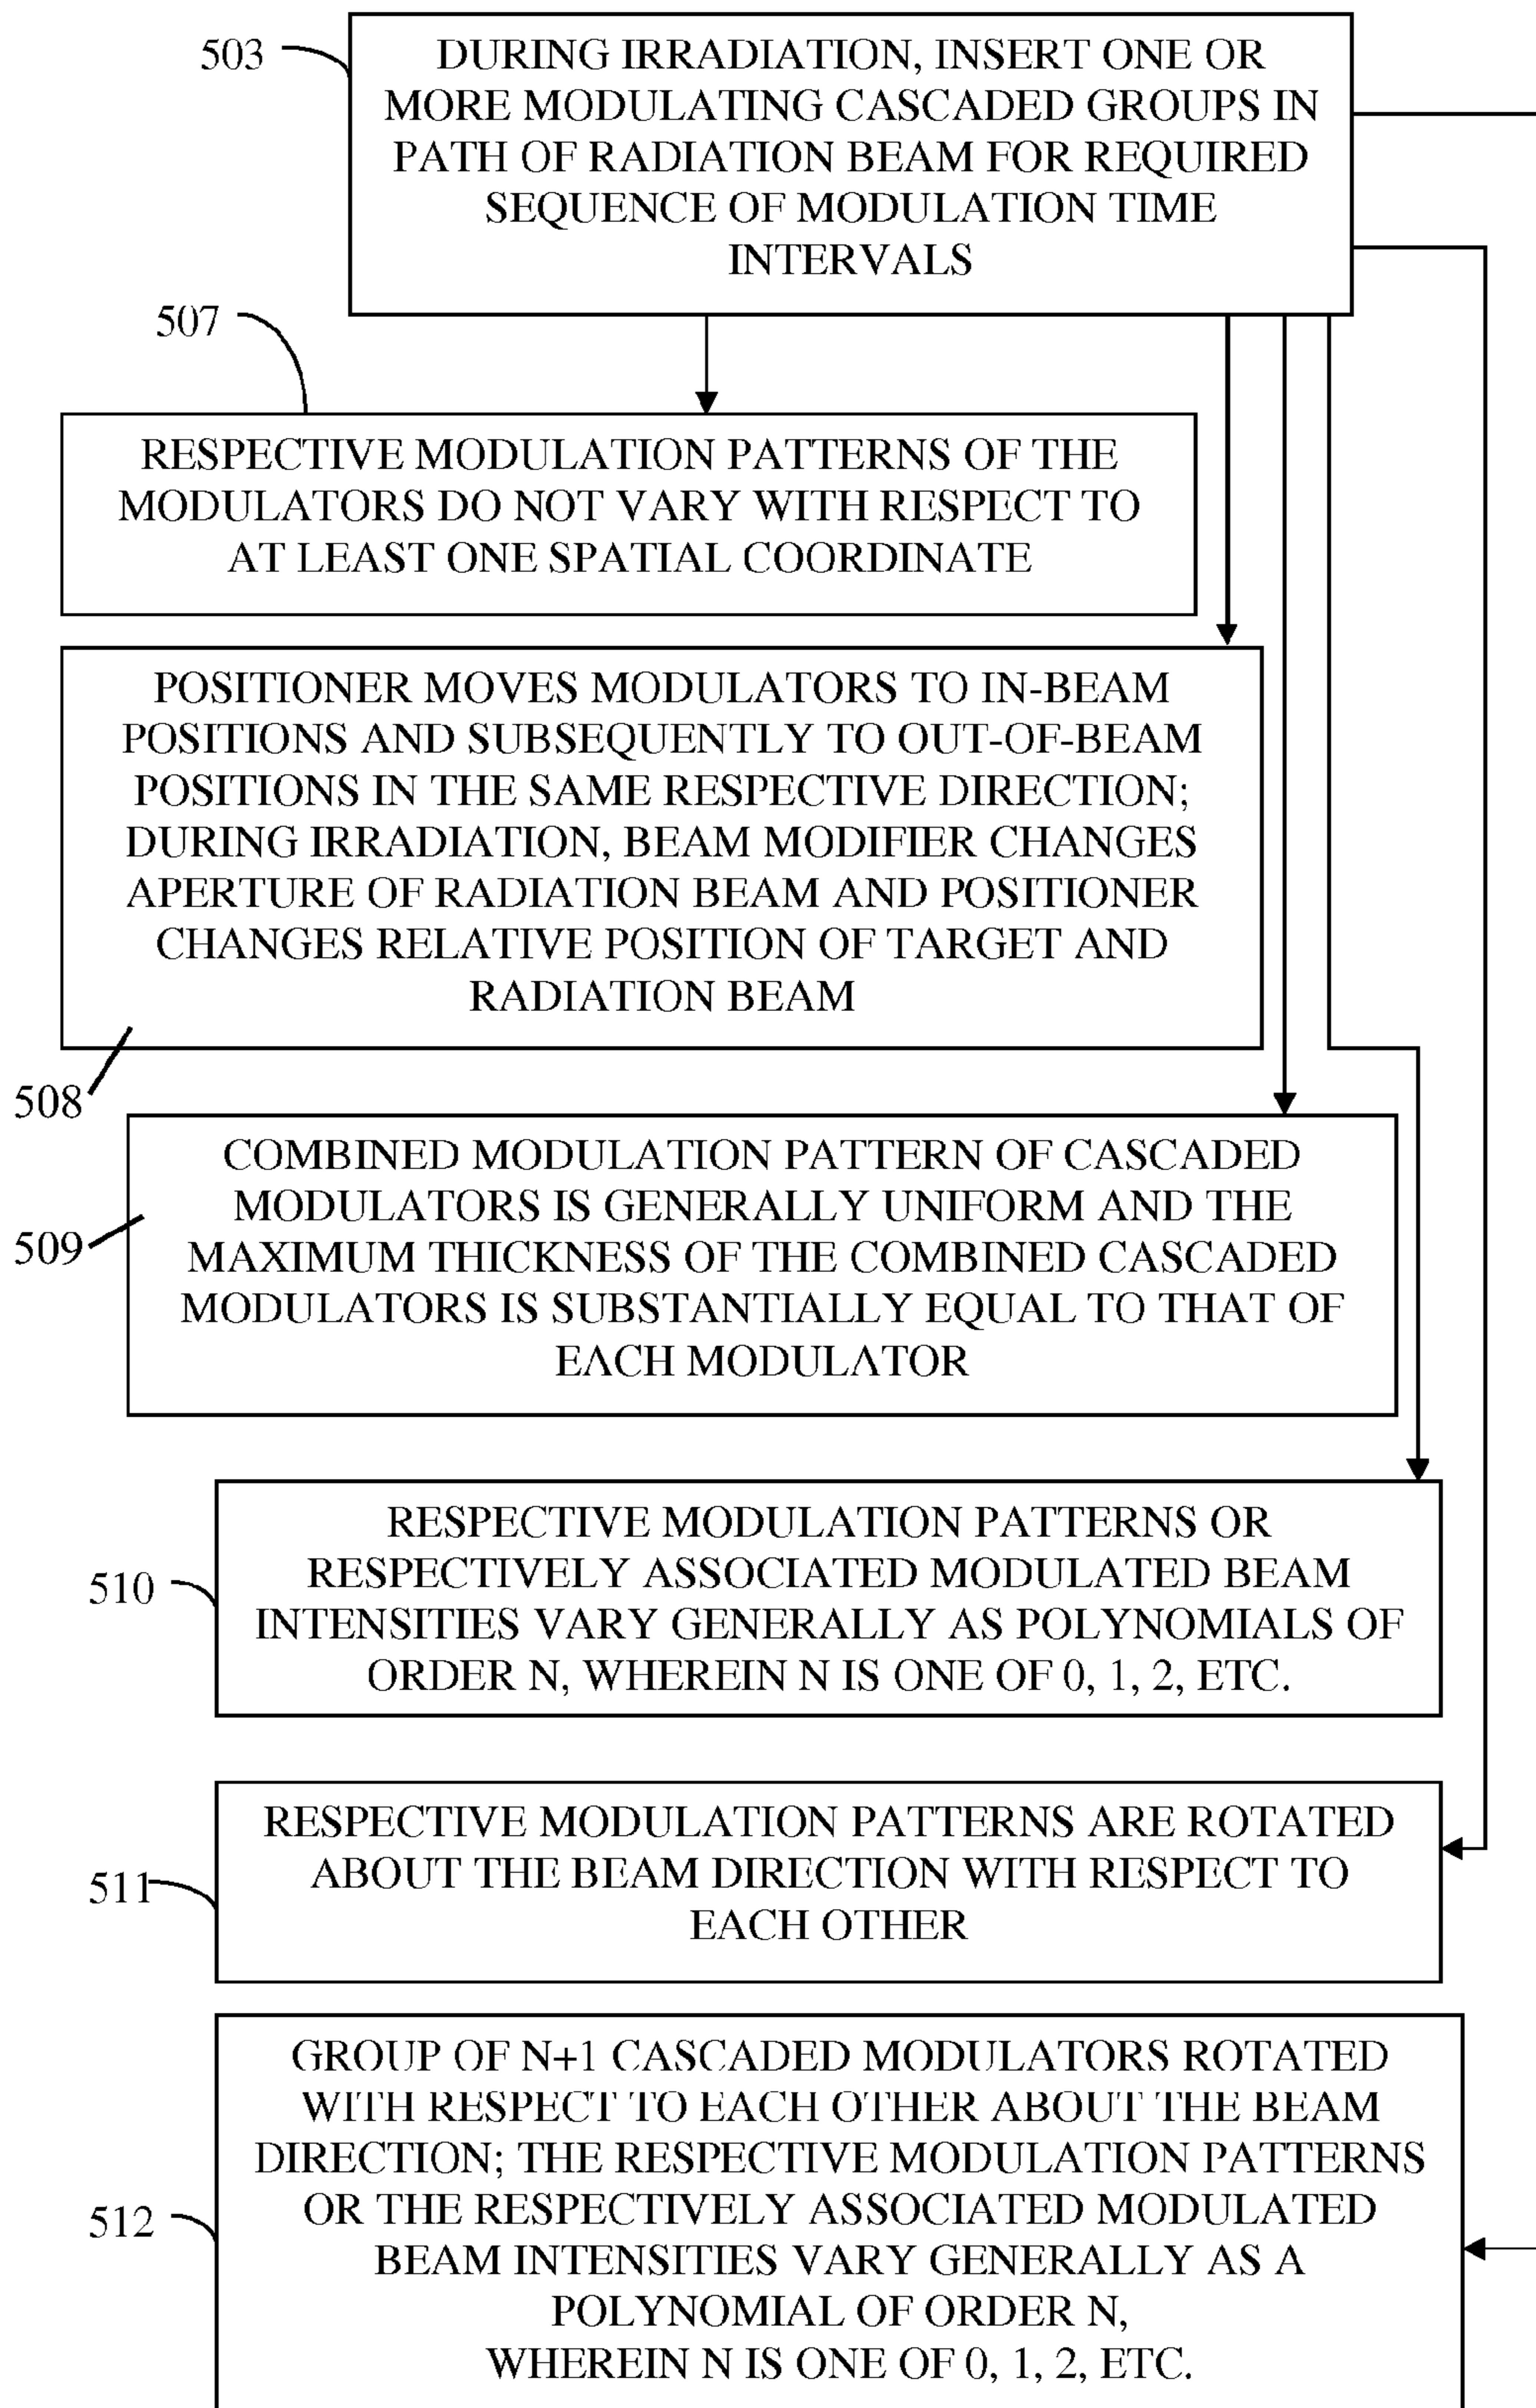 503
DURING IRRADIATION, INSERT ONE OR
MORE MODULATING CASCADED GROUPS IN
PATH OF RADIATION BEAM FOR REQUIRED
SEQUENCE OF MODULATION TIME
INTERVALS
507
RESPECTIVE MODULATION PATTERNS OF THE
MODULATORS DO NOT VARY WITH RESPECT TO
AT LEAST ONE SPATIAL COORDINATE
POSITIONER MOVES MODULATORS TO IN-BEAM
POSITIONS AND SUBSEQUENTLY TO OUT-OF-BEAM
POSITIONS IN THE SAME RESPECTIVE DIRECTION;
DURING IRRADIATION, BEAM MODIFIER CHANGES
APERTURE OF RADIATION BEAM AND POSITIONER
CHANGES RELATIVE POSITION OF TARGET AND
RADIATION BEAM
508
COMBINED MODULATION PATTERN OF CASCADED
MODULATORS IS GENERALLY UNIFORM AND THE
MAXIMUM THICKNESS OF THE COMBINED CASCADED
MODULATORS IS SUBSTANTIALLY EQUAL TO THAT OF
EACH MODULATOR
509
RESPECTIVE MODULATION PATTERNS OR
RESPECTIVELY ASSOCIATED MODULATED BEAM
INTENSITIES VARY GENERALLY AS POLYNOMIALS OF
ORDER N, WHEREIN N IS ONE OF 0, 1, 2, ETC.
510
RESPECTIVE MODULATION PATTERNS ARE ROTATED
ABOUT THE BEAM DIRECTION WITH RESPECT TO
EACH OTHER
511
GROUP OF N+1 CASCADED MODULATORS ROTATED
WITH RESPECT TO EACH OTHER ABOUT THE BEAM
DIRECTION; THE RESPECTIVE MODULATION PATTERNS
OR THE RESPECTIVELY ASSOCIATED MODULATED
BEAM INTENSITIES VARY GENERALLY AS A
POLYNOMIAL OF ORDER N,
WHEREIN N IS ONE OF 0, 1, 2, ETC.
512